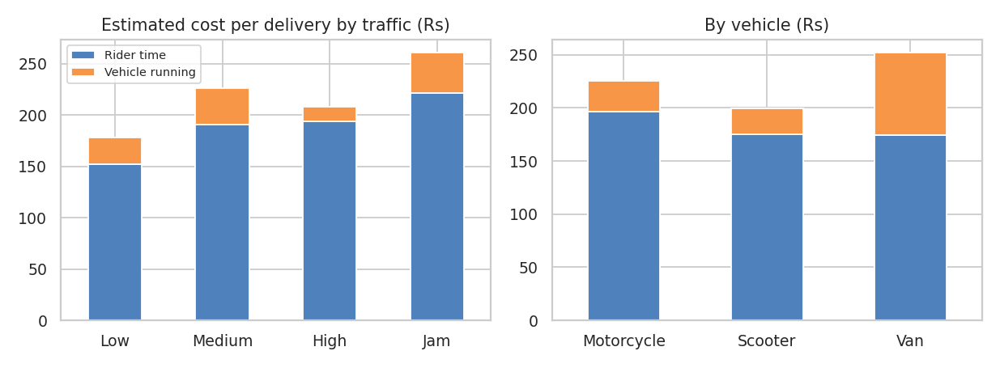 Estimated cost per delivery by traffic (Rs)
Rider time
Vehicle running
250
200
150
100
50
0
Low Medium High Jam
By vehicle (Rs)
250
200
150
100
50
0
Motorcycle Scooter Van